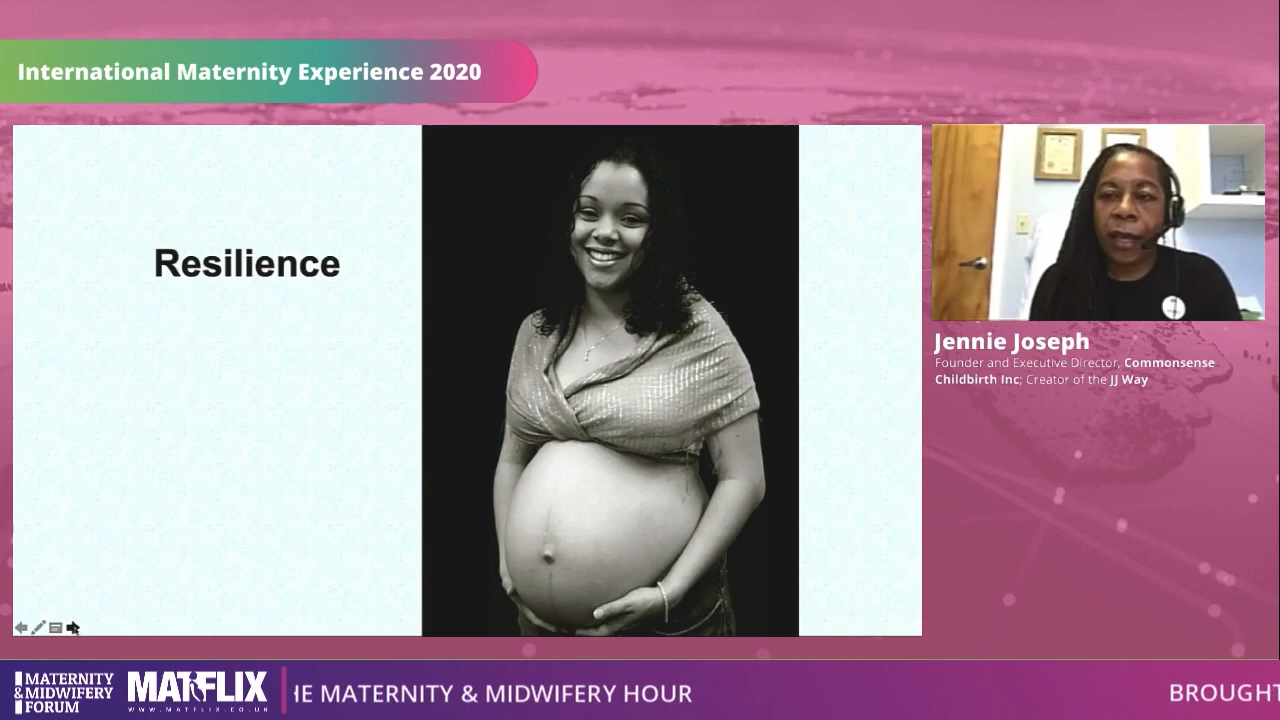 International Maternity Experience 2020
Resilience
Jennie Joseph
Founder and Executive Director, Commonsense
Childbirth Inc; Creator of the JJ Way
MATERNITY
& MIDWIFERY
FORUM
MATFLIX
WWW.MATFLIX.CO.UK
HE MATERNITY & MIDWIFERY HOUR
BROUGHT